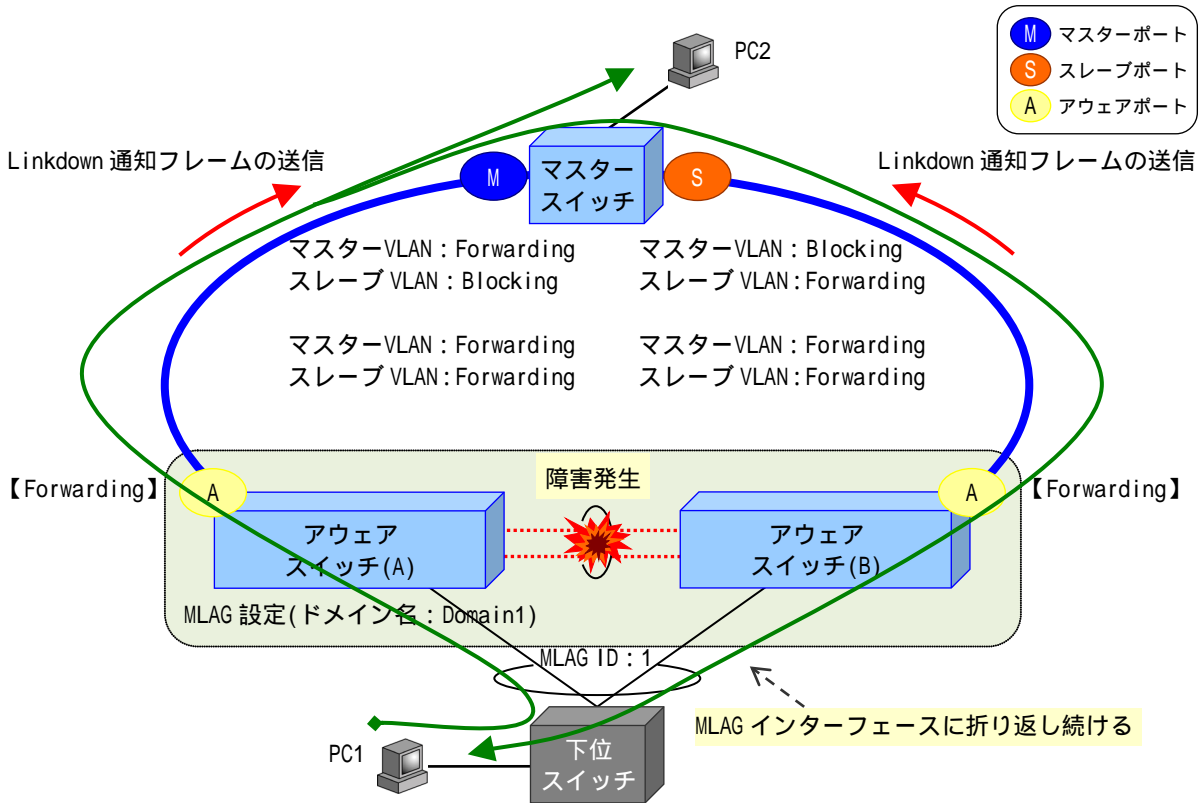 PC2
M マスターポート
S スレーブポート
A アウェアポート
Linkdown 通知フレームの送信
Linkdown 通知フレームの送信
M
マスター
スイッチ
S
マスターVLAN：Forwarding
スレーブ VLAN：Blocking
マスターVLAN：Blocking
スレーブ VLAN：Forwarding
マスターVLAN：Forwarding
スレーブ VLAN：Forwarding
マスターVLAN：Forwarding
スレーブ VLAN：Forwarding
【Forwarding】
A
障害発生
A
【Forwarding】
アウェア
スイッチ(A)
アウェア
スイッチ(B)
MLAG 設定(ドメイン名：Domain1)
MLAG ID：1
MLAG インターフェースに折り返し続ける
PC1
下位
スイッチ